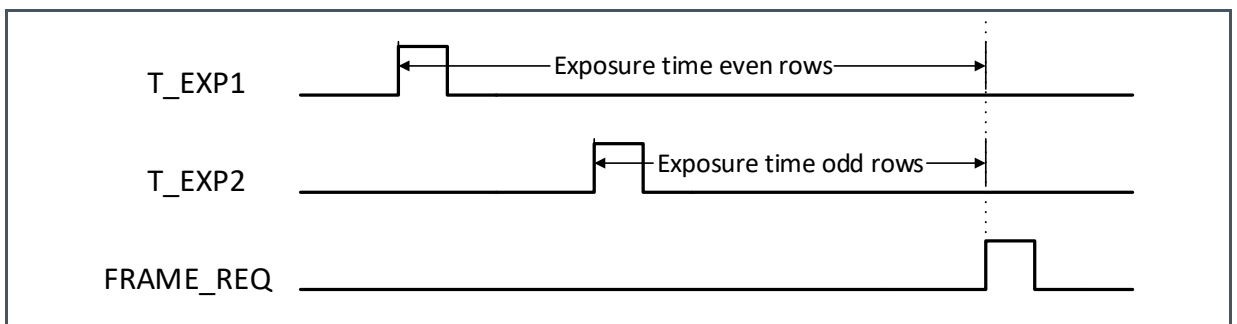 T_EXP1
Exposure time even rows
T_EXP2
Exposure time odd rows
FRAME_REQ